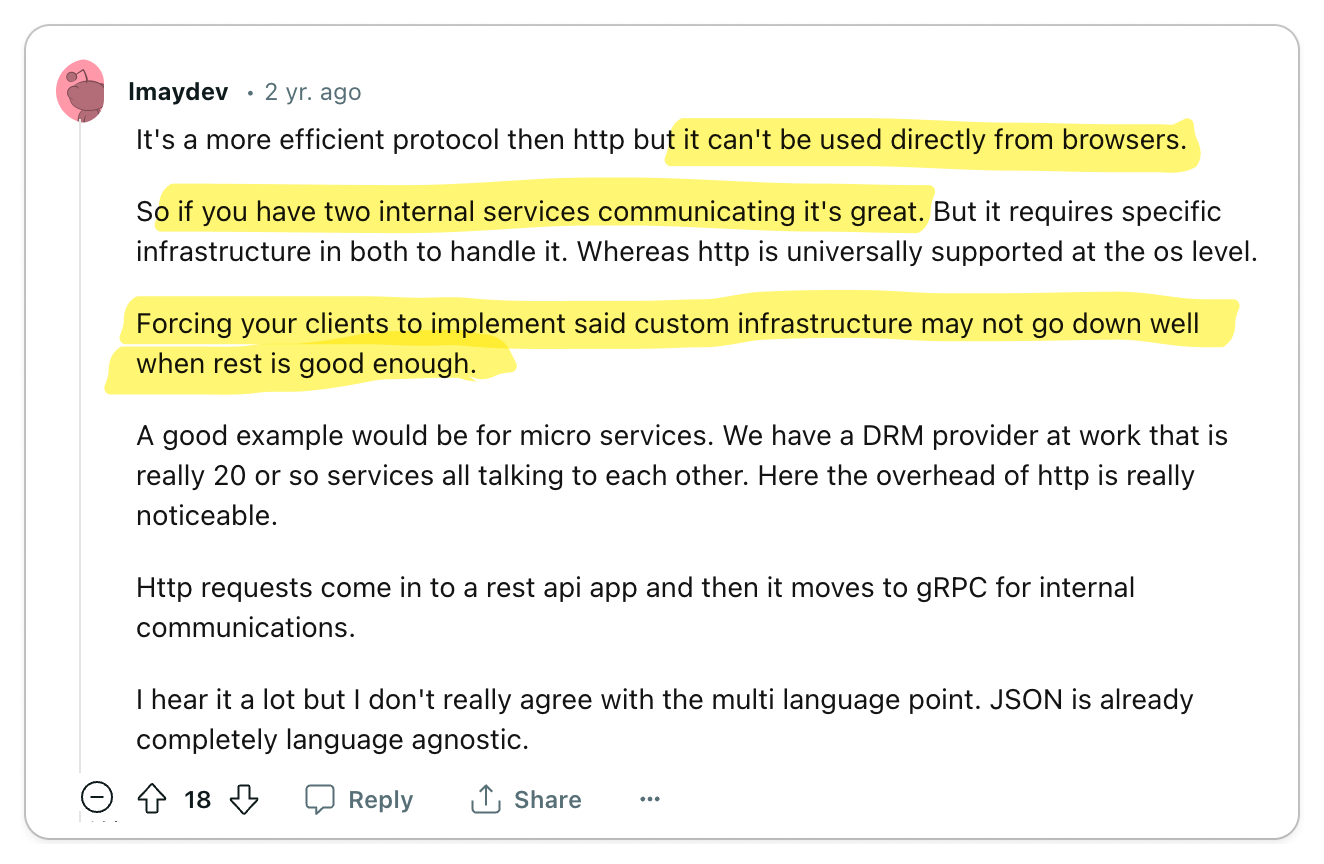 lmaydev • 2 yr. ago
It's a more efficient protocol then http but it can't be used directly from browsers.
So if you have two internal services communicating it's great. But it requires specific
infrastructure in both to handle it. Whereas http is universally supported at the os level.
Forcing your clients to implement said custom infrastructure may not go down well
when rest is good enough.
A good example would be for micro services. We have a DRM provider at work that is
really 20 or so services all talking to each other. Here the overhead of http is really
noticeable.
Http requests come in to a rest api app and then it moves to gRPC for internal
communications.
I hear it a lot but I don't really agree with the multi language point. JSON is already
completely language agnostic.
18 Reply Share ...